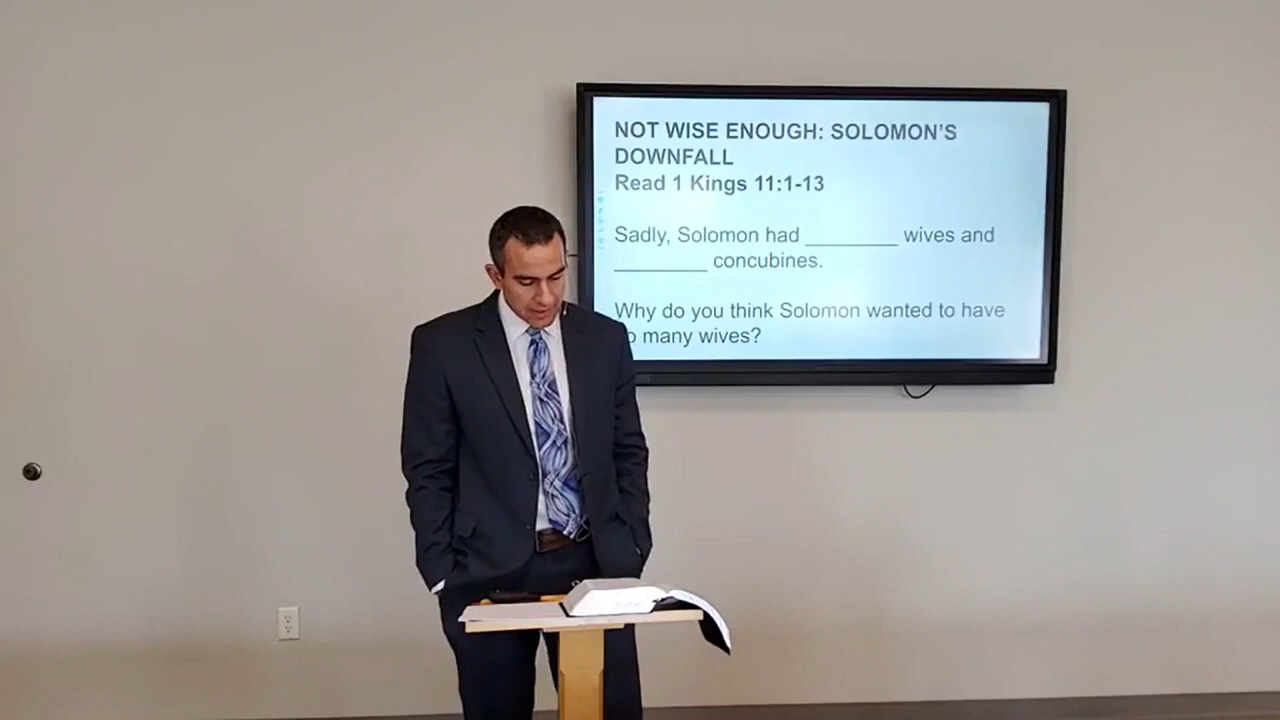 NOT WISE ENOUGH: SOLOMON'S
DOWNFALL
Read 1 Kings 11:1-13
Sadly, Solomon had _________ wives and
_________ concubines.
Why do you think Solomon wanted to have
many wives?